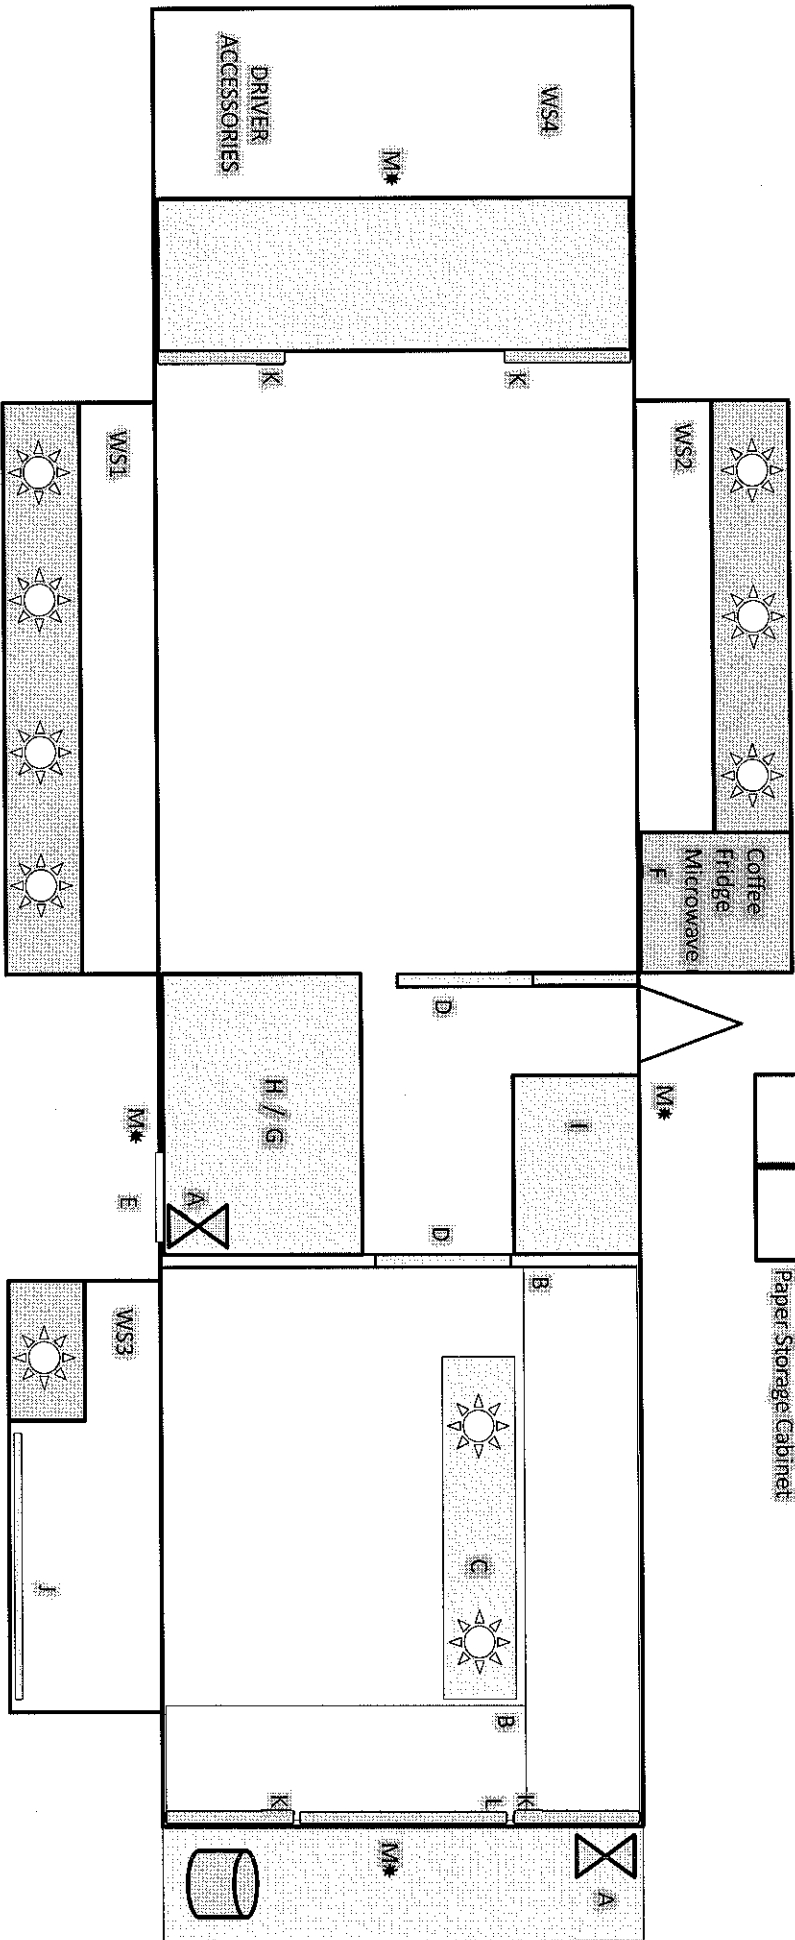 DRIVER
ACCESSORIES
M*
WS4
K
K
WS1
WS2
Coffee
Fridge
Microwave
F
D
H / G
I
M*
M*
E
A
D
B
Paper Storage Cabinet
WS3
C
J
B
K
L
K
M*
A